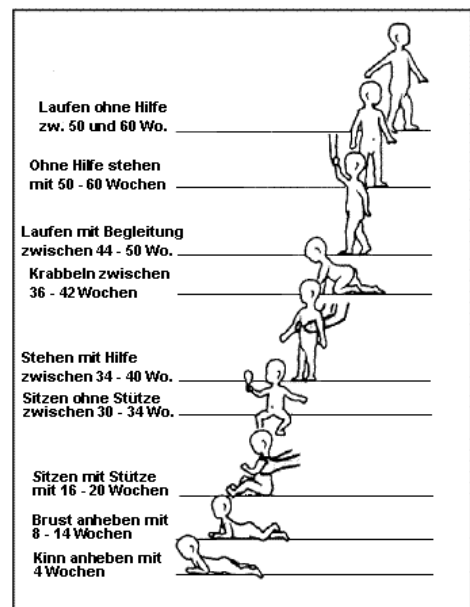 Laufen ohne Hilfe
zw. 50 und 60 Wo.
Ohne Hilfe stehen
mit 50 - 60 Wochen
Laufen mit Begleitung
zwischen 44 - 50 Wo.
Krabbeln zwischen
36 - 42 Wochen
Stehen mit Hilfe
zwischen 34 - 40 Wo.
Sitzen ohne Stütze
zwischen 30 - 34 Wo.
Sitzen mit Stütze
mit 16 - 20 Wochen
Brust anheben mit
8 - 14 Wochen
Kinn anheben mit
4 Wochen